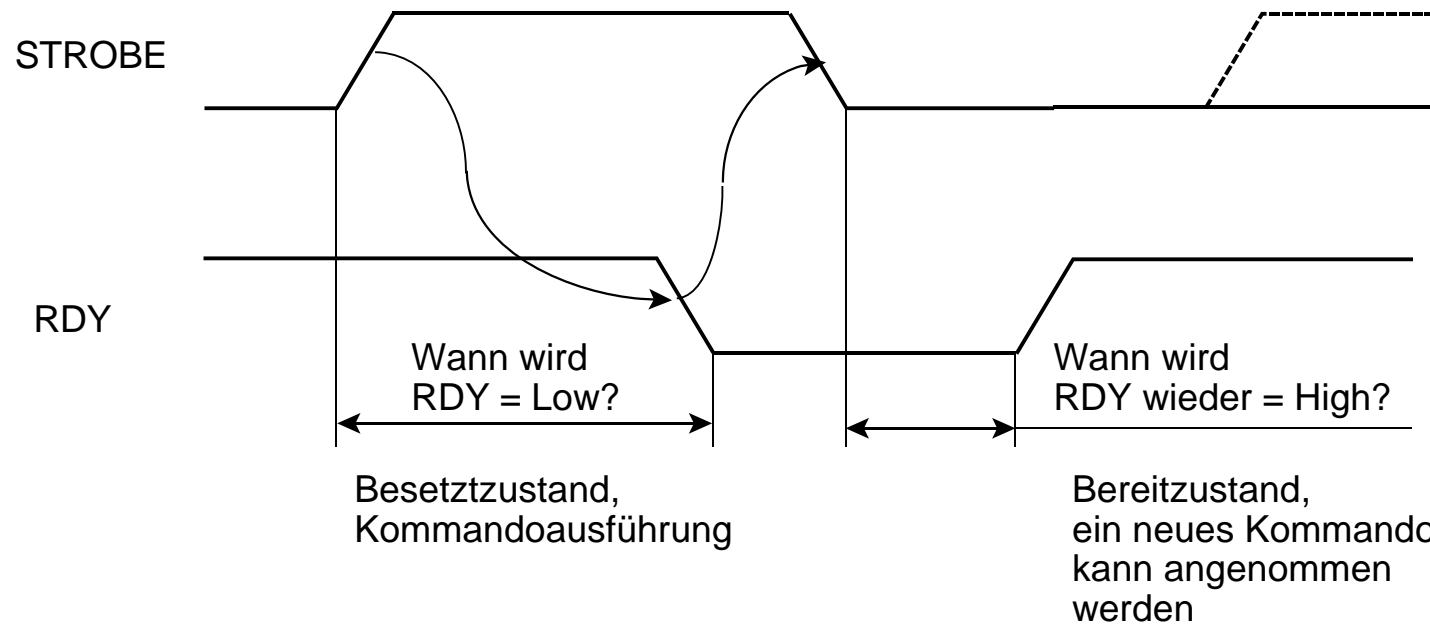 STROBE
RDY
Wann wird
RDY = Low?
Wann wird
RDY wieder = High?
Besetztzustand,
Kommandoausführung
Bereitzustand,
ein neues Kommando
kann angenommen
werden